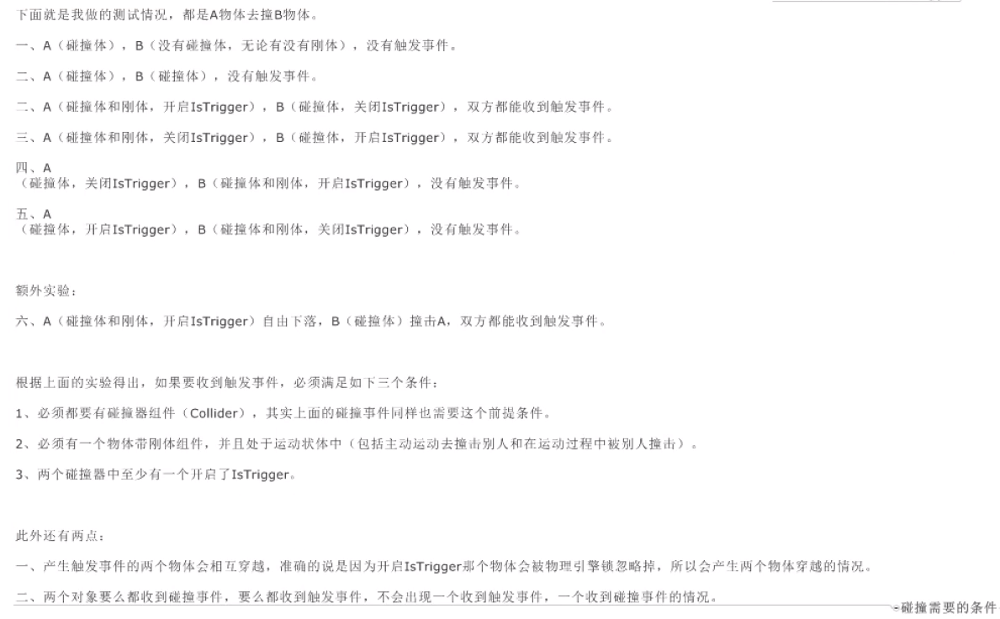 下面就是我做的测试情况，都是A物体去撞B物体。
一、A（碰撞体），B（没有碰撞体，无论有没有刚体），没有触发事件。
二、A（碰撞体），B（碰撞体），没有触发事件。
二、A（碰撞体和刚体，开启IsTrigger），B（碰撞体，关闭IsTrigger），双方都能收到触发事件。
三、A（碰撞体和刚体，关闭IsTrigger），B（碰撞体，开启IsTrigger），双方都能收到触发事件。
四、A
（碰撞体，关闭IsTrigger），B（碰撞体和刚体，开启IsTrigger），没有触发事件。
五、A
（碰撞体，开启IsTrigger），B（碰撞体和刚体，关闭IsTrigger），没有触发事件。
额外实验：
六、A（碰撞体和刚体，开启IsTrigger）自由下落，B（碰撞体）撞击A，双方都能收到触发事件。
根据上面的实验得出，如果要收到触发事件，必须满足如下三个条件：
1、必须都要有碰撞器组件（Collider），其实上面的碰撞事件同样也需要这个前提条件。
2、必须有一个物体带刚体组件，并且处于运动状体中（包括主动运动去撞击别人和在运动过程中被别人撞击）。
3、两个碰撞器中至少有一个开启了IsTrigger。
此外还有两点：
一、产生触发事件的两个物体会相互穿越，准确的说是因为开启IsTrigger那个物体会被物理引擎锁忽略掉，所以会产生两个物体穿越的情况。
二、两个对象要么都收到碰撞事件，要么都收到触发事件，不会出现一个收到触发事件，一个收到碰撞事件的情况。
碰撞需要的条件